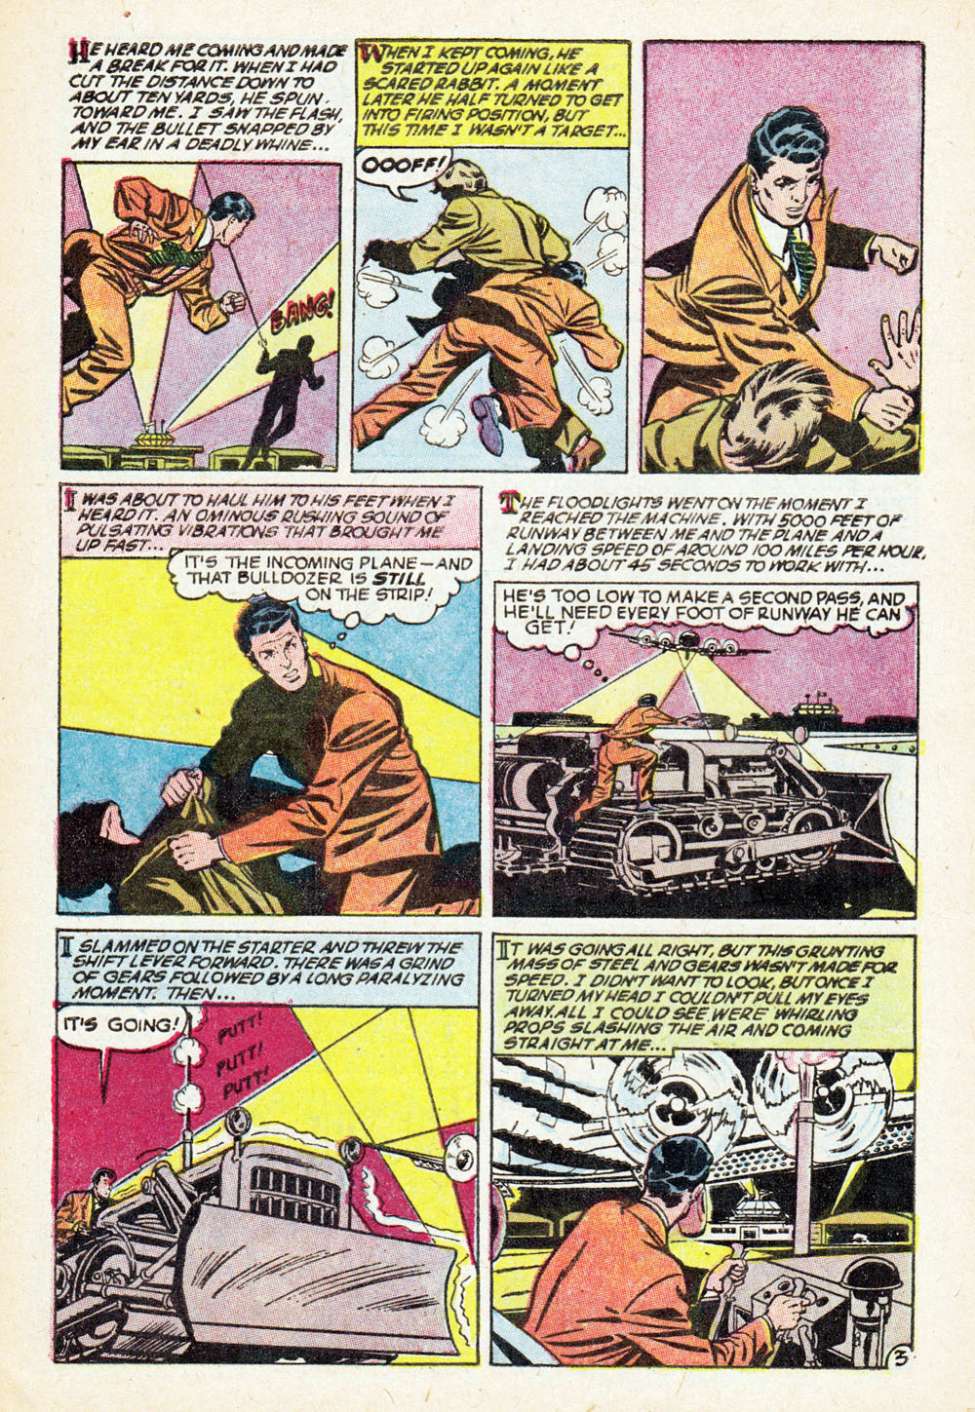 HE HEARD ME COMING AND MADE
A BREAK FOR IT. WHEN I HAD
CUT THE DISTANCE DOWN TO
ABOUT TEN YARDS, HE SPUN
TOWARD ME. I SAW THE FLASH,
AND THE BULLET SNAPPED BY
MY EAR IN A DEADLY WHINE...
BANG!
WHEN I KEPT COMING, HE
STARTED UP AGAIN LIKE A
SCARED RABBIT. A MOMENT
LATER HE HALF TURNED TO GET
INTO FIRING POSITION, BUT
THIS TIME I WASN'T A TARGET...
OOOFF!
I WAS ABOUT TO HAUL HIM TO HIS FEET WHEN I
HEARD IT. AN OMINOUS RUSHING SOUND OF
PULSATING VIBRATIONS THAT BROUGHT ME
UP FAST...
IT'S THE INCOMING PLANE—AND
THAT BULLDOZER IS STILL
ON THE STRIP!
THE FLOODLIGHTS WENT ON THE MOMENT I
REACHED THE MACHINE. WITH 5000 FEET OF
RUNWAY BETWEEN ME AND THE PLANE AND A
LANDING SPEED OF AROUND 100 MILES PER HOUR,
I HAD ABOUT 45 SECONDS TO WORK WITH...
HE'S TOO LOW TO MAKE A SECOND PASS, AND
HE'LL NEED EVERY FOOT OF RUNWAY HE CAN
GET!
I SLAMMED ON THE STARTER AND THREW THE
SHIFT LEVER FORWARD. THERE WAS A GRIND
OF GEARS FOLLOWED BY A LONG PARALYZING
MOMENT. THEN...
IT'S GOING!
PUTT!
PUTT!
PUTT!
IT WAS GOING ALL RIGHT, BUT THIS GRUNTING
MASS OF STEEL AND GEARS WASN'T MADE FOR
SPEED. I DIDN'T WANT TO LOOK, BUT ONCE I
TURNED MY HEAD I COULDN'T PULL MY EYES
AWAY. ALL I COULD SEE WERE WHIRLING
PROPS SLASHING THE AIR AND COMING
STRAIGHT AT ME...
3